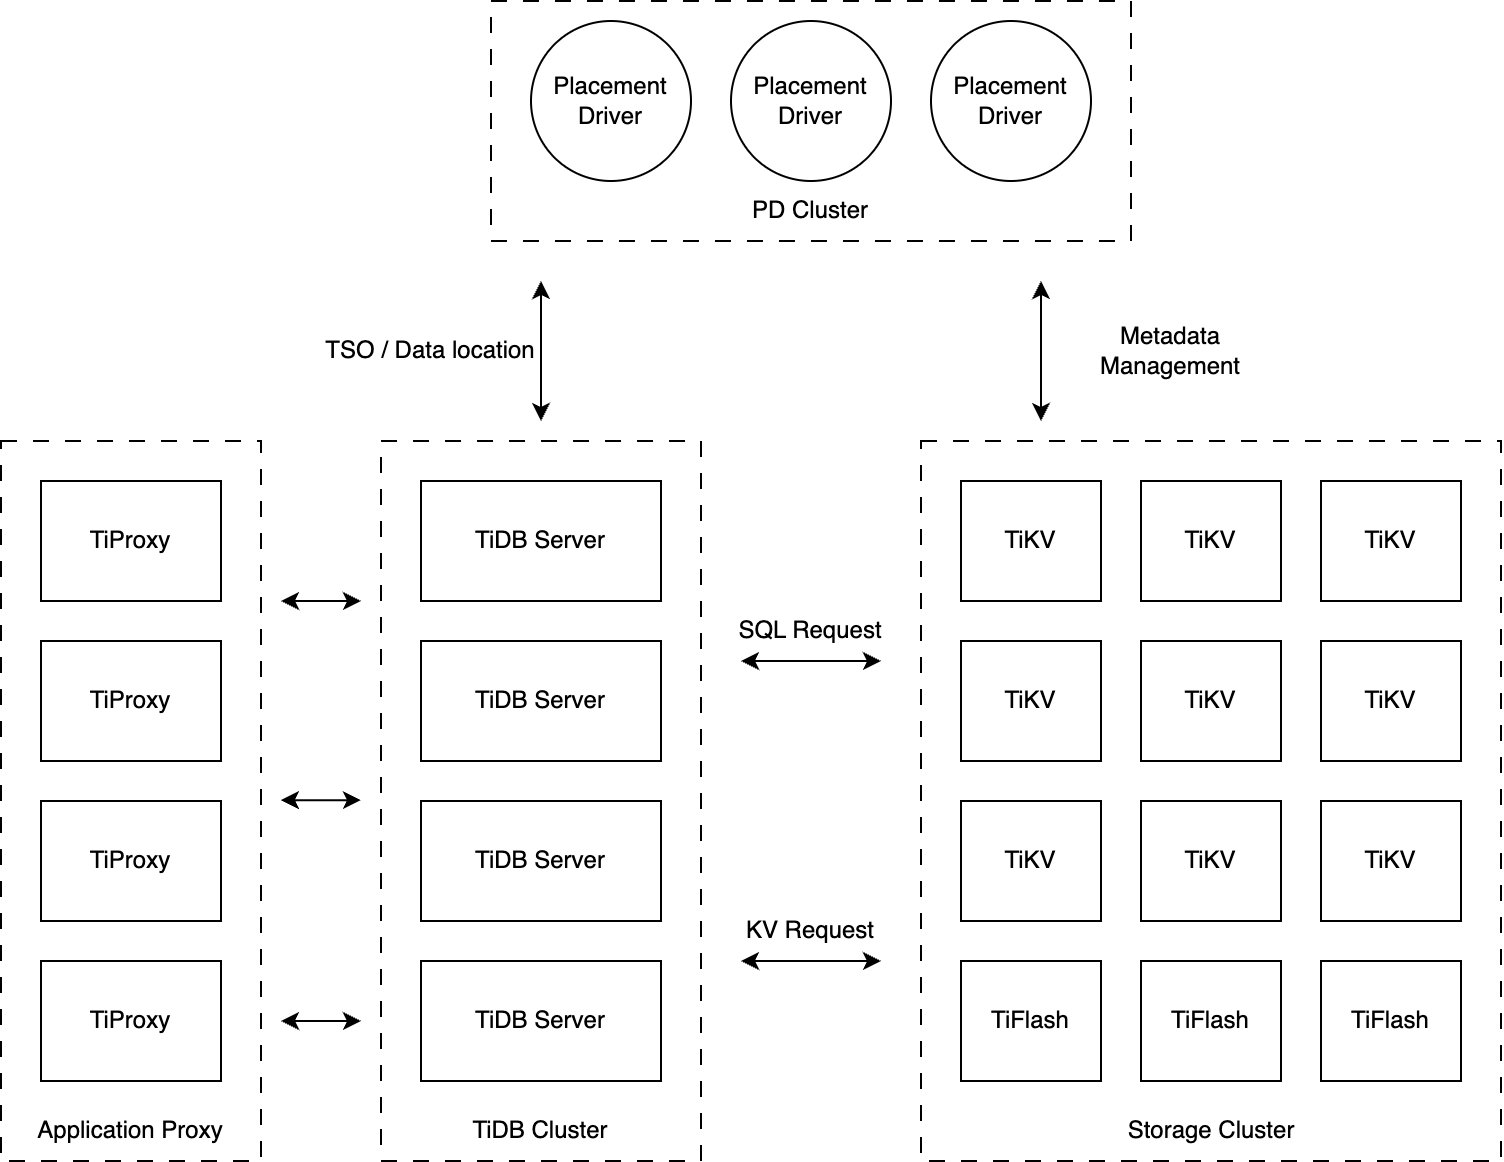 Placement
Driver
Placement
Driver
Placement
Driver
PD Cluster
TSO / Data location
Metadata
Management
TiProxy
TiProxy
TiProxy
TiProxy
Application Proxy
TiDB Server
TiDB Server
TiDB Server
TiDB Server
TiDB Cluster
SQL Request
KV Request
TiKV
TiKV
TiKV
TiKV
TiKV
TiKV
TiKV
TiKV
TiKV
TiFlash
TiFlash
TiFlash
Storage Cluster